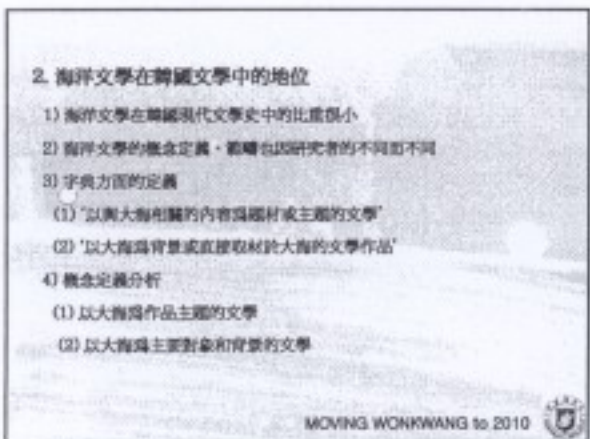 2. 海洋文學在韓國文學中的地位
1) 海洋文學在韓國現代文學史中的比重很小
2) 海洋文學的概念定義、範疇也因研究者的不同而不同
3) 字典方面的定義
(1) '以與大海相關的內容爲題材或主題的文學'
(2) '以大海爲背景或直接取材於大海的文學作品'
4) 概念定義分析
(1) 以大海爲作品主題的文學
(2) 以大海爲主要對象和背景的文學
MOVING WONKWANG to 2010